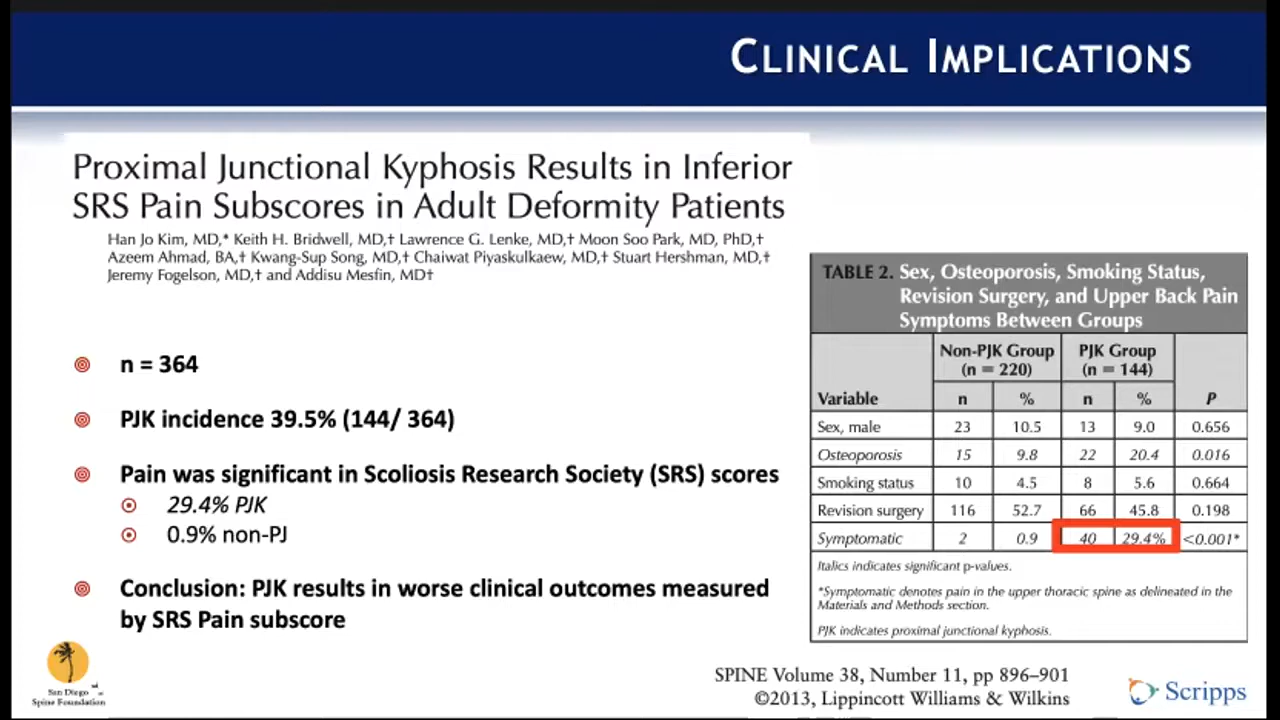 CLINICAL IMPLICATIONS
Proximal Junctional Kyphosis Results in Inferior
SRS Pain Subscores in Adult Deformity Patients
Han Jo Kim, MD,* Keith H. Bridwell, MD,† Lawrence G. Lenke, MD,† Moon Soo Park, MD, PhD,†
Azeem Ahmad, BA,† Kwang-Sup Song, MD,† Chaiwat Piyaskulkaew, MD,† Stuart Hershman, MD,†
Jeremy Fogelson, MD,† and Addisu Mesfin, MD†
n = 364
PJK incidence 39.5% (144/ 364)
Pain was significant in Scoliosis Research Society (SRS) scores
29.4% PJK
0.9% non-PJ
Conclusion: PJK results in worse clinical outcomes measured
by SRS Pain subscore
TABLE 2. Sex, Osteoporosis, Smoking Status,
Revision Surgery, and Upper Back Pain
Symptoms Between Groups
Non-PJK Group PJK Group
(n = 220) (n = 144)
Variable n % n % P
Sex, male 23 10.5 13 9.0 0.656
Osteoporosis 15 9.8 22 20.4 0.016
Smoking status 10 4.5 8 5.6 0.664
Revision surgery 116 52.7 66 45.8 0.198
Symptomatic 2 0.9 40 29.4% <0.001*
Italics indicates significant p-values.
*Symptomatic denotes pain in the upper thoracic spine as delineated in the
Materials and Methods section.
PJK indicates proximal junctional kyphosis.
San Diego
Spine Foundation
SPINE Volume 38, Number 11, pp 896–901
©2013, Lippincott Williams & Wilkins
Scripps